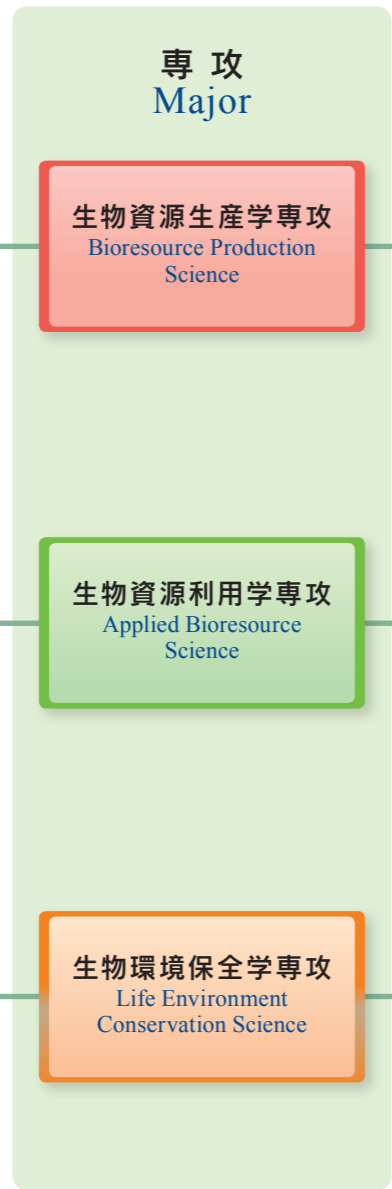 専 攻
Major
生物資源生産学専攻
Bioresource Production
Science
生物資源利用学専攻
Applied Bioresource
Science
生物環境保全学専攻
Life Environment
Conservation Science